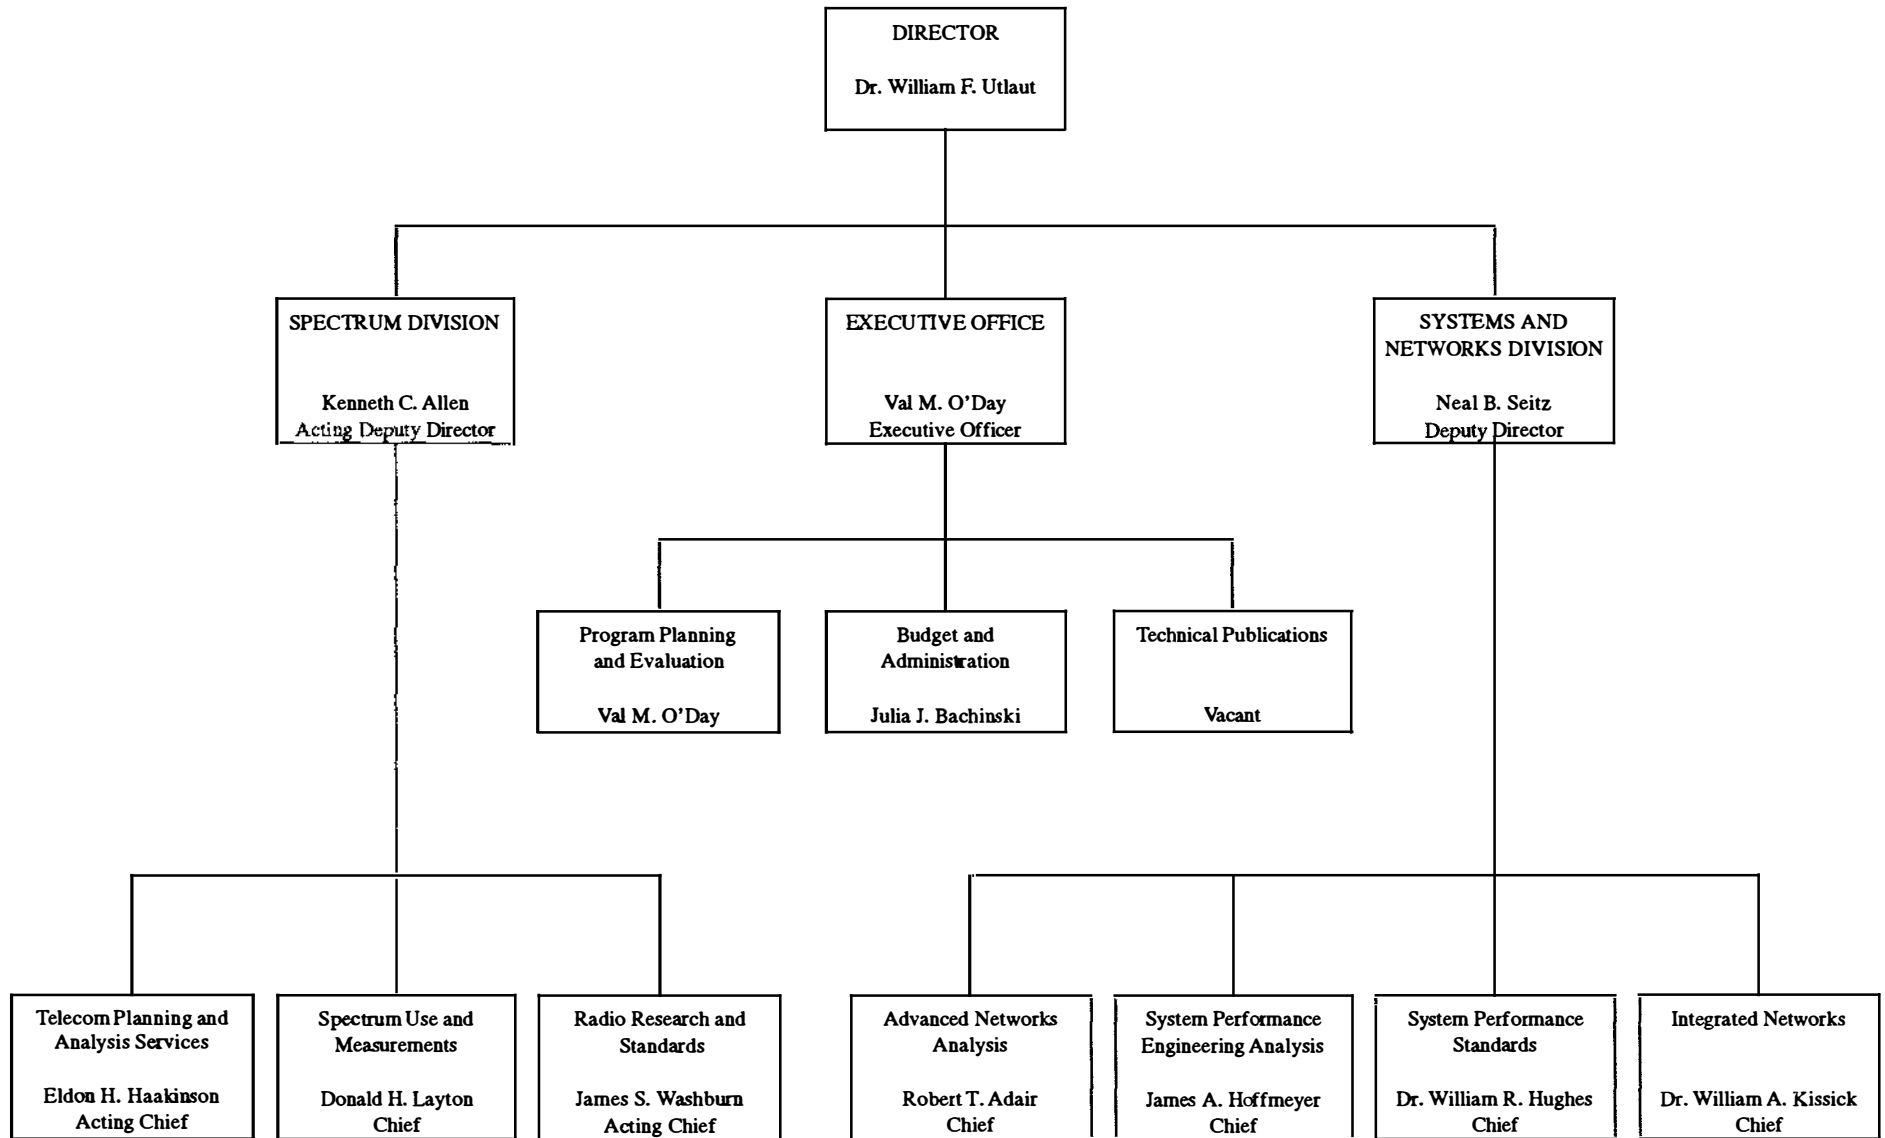 DIRECTOR
Dr. William F. Utlaut
SPECTRUM DIVISION
Kenneth C. Allen
Acting Deputy Director
EXECUTIVE OFFICE
Val M. O'Day
Executive Officer
SYSTEMS AND
NETWORKS DIVISION
Neal B. Seitz
Deputy Director
Program Planning
and Evaluation
Val M. O'Day
Budget and
Administration
Julia J. Bachinski
Technical Publications
Vacant
Telecom Planning and
Analysis Services
Eldon H. Haakinson
Acting Chief
Spectrum Use and
Measurements
Donald H. Layton
Chief
Radio Research and
Standards
James S. Washburn
Acting Chief
Advanced Networks
Analysis
Robert T. Adair
Chief
System Performance
Engineering Analysis
James A. Hoffmeyer
Chief
System Performance
Standards
Dr. William R. Hughes
Chief
Integrated Networks
Dr. William A. Kissick
Chief